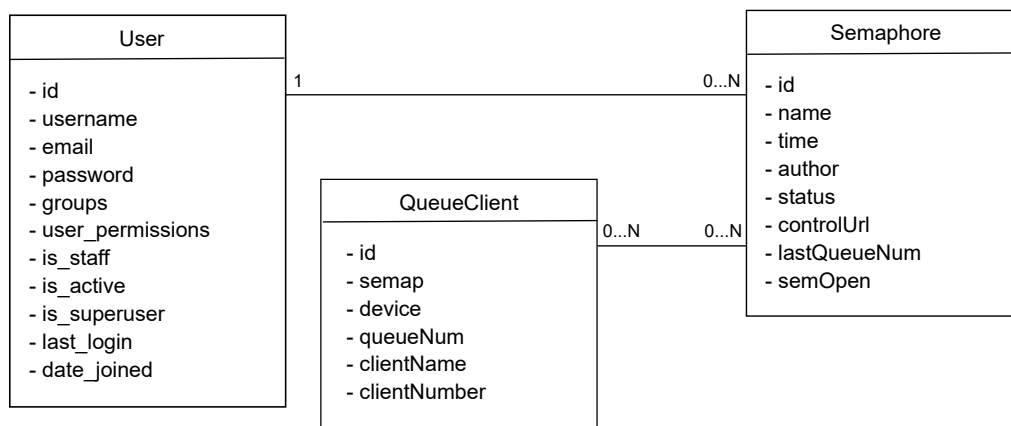 User
- id
- username
- email
- password
- groups
- user_permissions
- is_staff
- is_active
- is_superuser
- last_login
- date_joined
1
0...N
Semaphore
- id
- name
- time
- author
- status
- controlUrl
- lastQueueNum
- semOpen
QueueClient
- id
- semap
- device
- queueNum
- clientName
- clientNumber
0...N
0...N